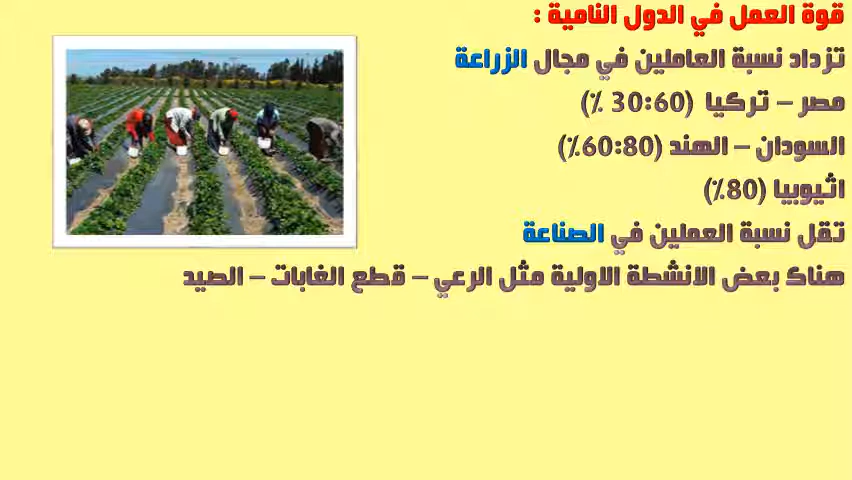 قوة العمل في الدول النامية :
تزداد نسبة العاملين في مجال الزراعة
مصر – تركيا (30:60 ٪)
السودان – الهند (60:80٪)
اثيوبيا (80٪)
تقل نسبة العملين في الصناعة
هناك بعض الانشطة الاولية مثل الرعي – قطع الغابات – الصيد